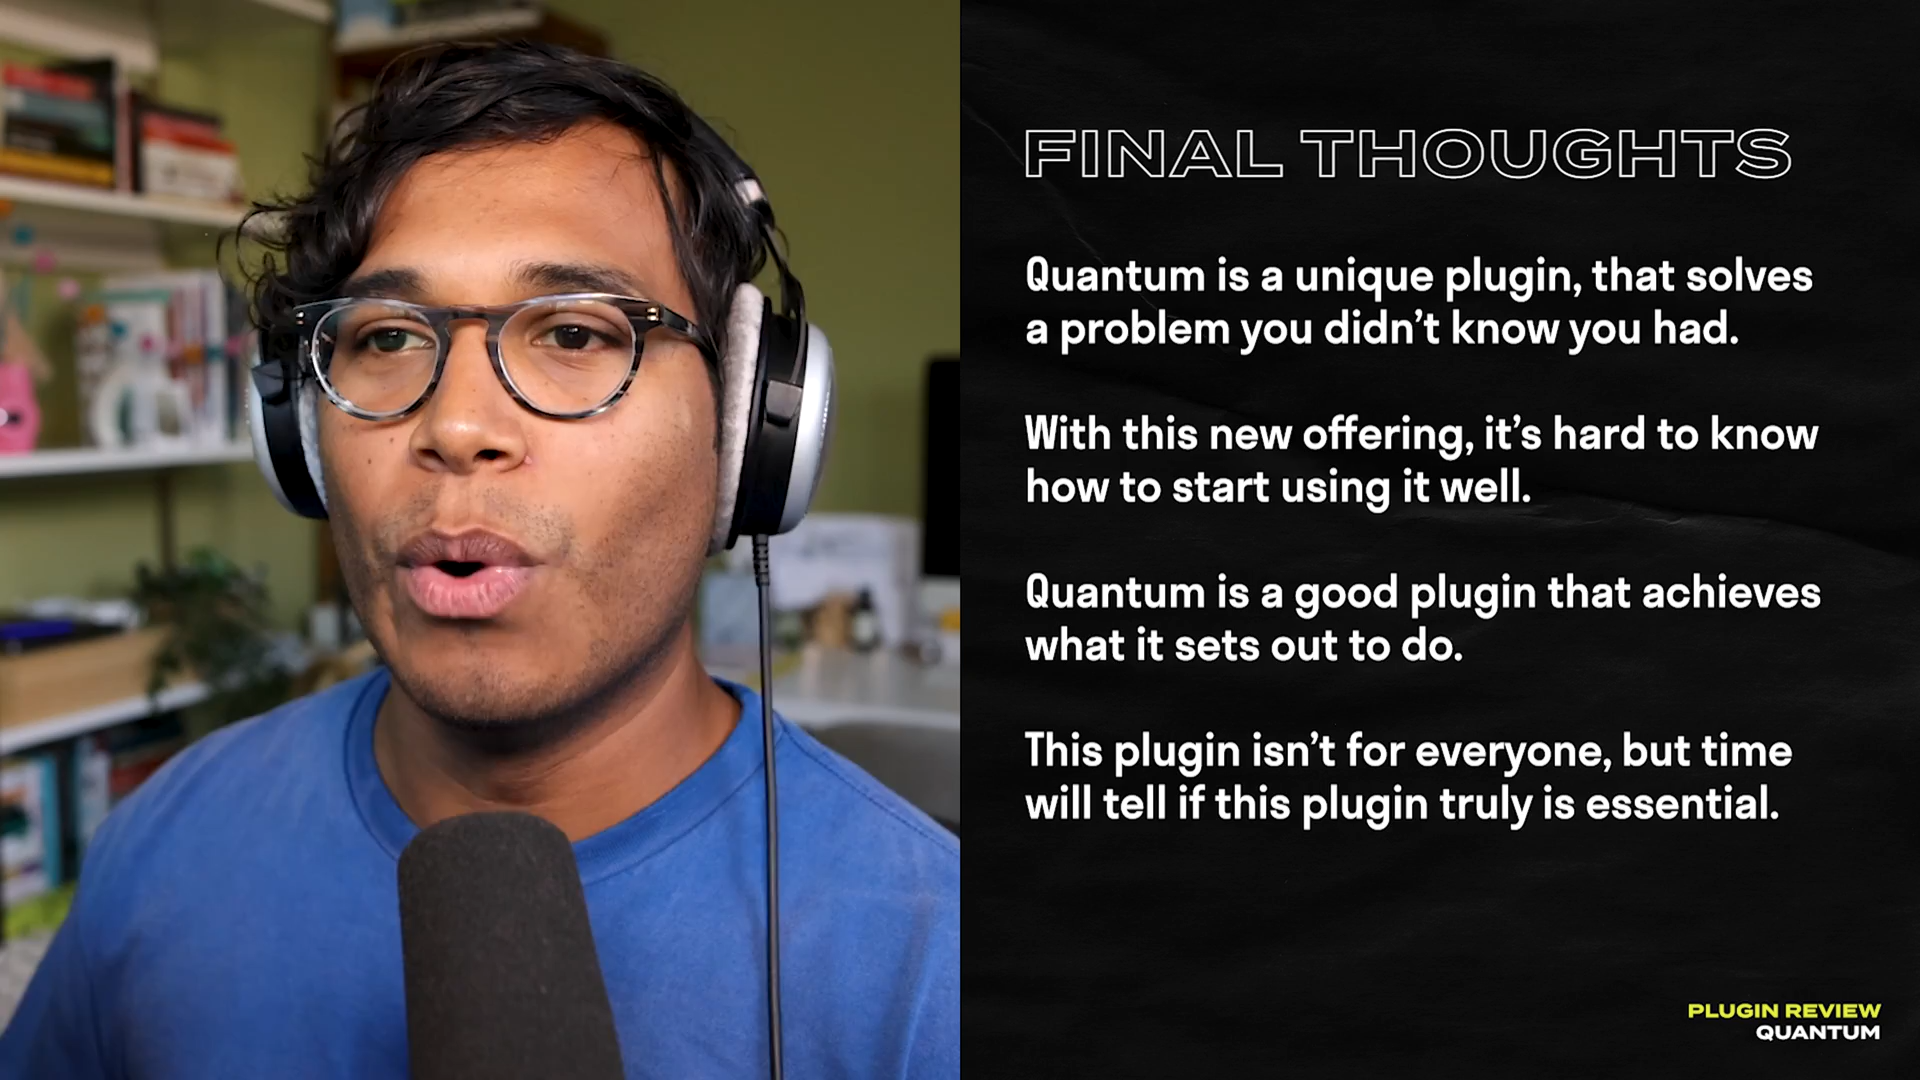 FINAL THOUGHTS
Quantum is a unique plugin, that solves
a problem you didn’t know you had.
With this new offering, it’s hard to know
how to start using it well.
Quantum is a good plugin that achieves
what it sets out to do.
This plugin isn’t for everyone, but time
will tell if this plugin truly is essential.
PLUGIN REVIEW
QUANTUM